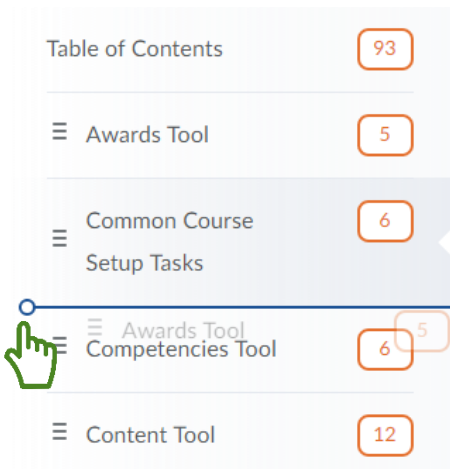 Table of Contents 93
Awards Tool 5
Common Course 6
Setup Tasks
Awards Tool 5
Competencies Tool 6
Content Tool 12